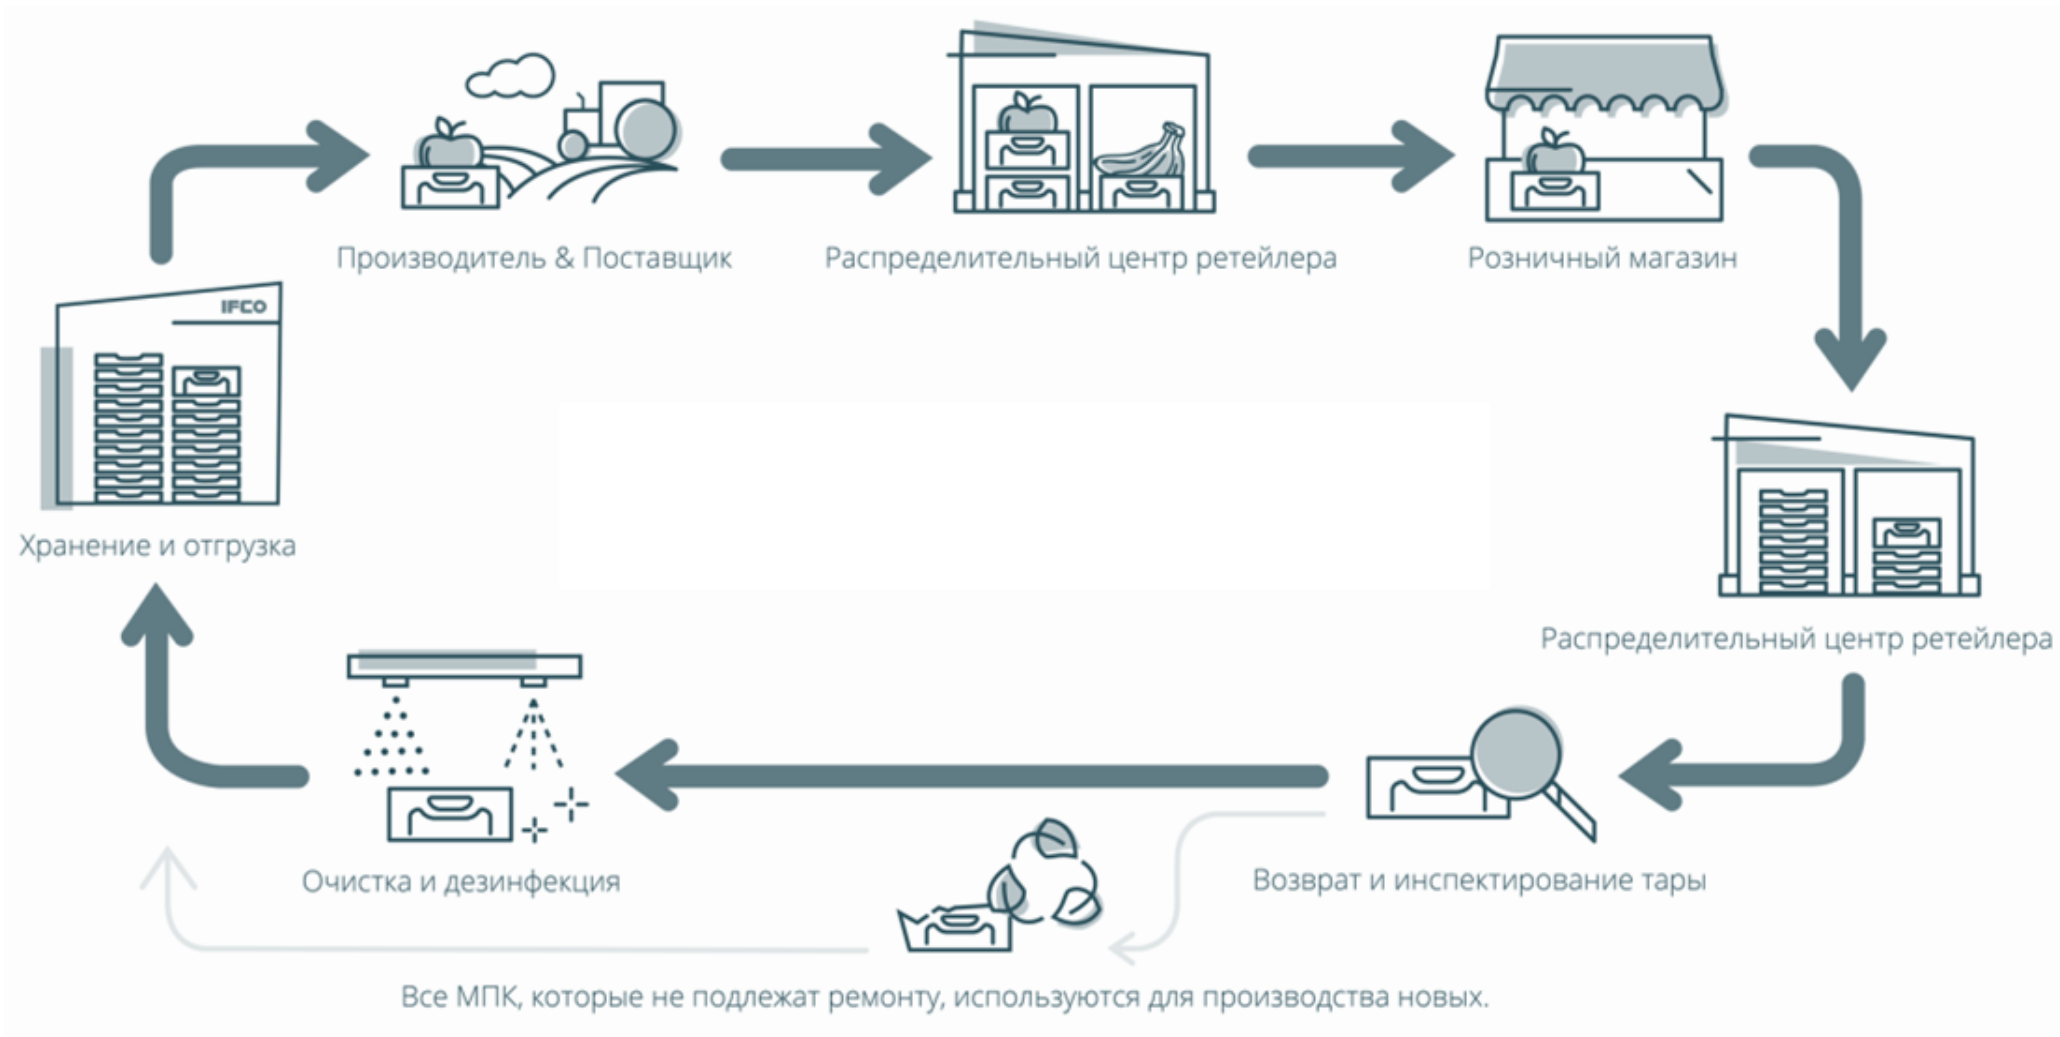 Производитель & Поставщик
Распределительный центр ретейлера
Розничный магазин
IFCO
Хранение и отгрузка
Распределительный центр ретейлера
Очистка и дезинфекция
Возврат и инспектирование тары
Все МПК, которые не подлежат ремонту, используются для производства новых.